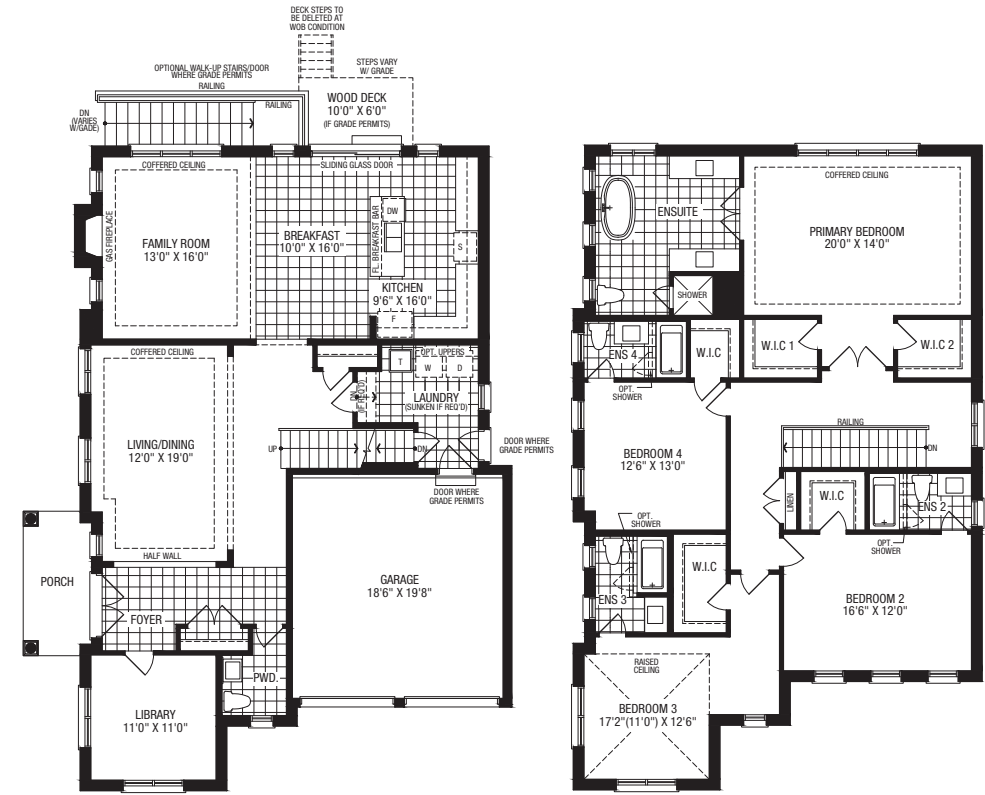 DECK STEPS TO
BE DELETED AT
WOB CONDITION
OPTIONAL WALK-UP STAIRS/DOOR
WHERE GRADE PERMITS
RAILING
STEPS VARY
W/ GRADE
RAILING
WOOD DECK
10'0" X 6'0"
(IF GRADE PERMITS)
DN
(VARIES
W/GADE)
COFFERED CEILING
SLIDING GLASS DOOR
GAS FIREPLACE
FAMILY ROOM
13'0" X 16'0"
BREAKFAST
10'0" X 16'0"
FL. BREAKFAST BAR
DW
S
KITCHEN
9'6" X 16'0"
F
COFFERED CEILING
OPT. UPPERS
T
W
D
DN
(IF REQ'D)
LAUNDRY
(SUNKEN IF REQ'D)
LIVING/DINING
12'0" X 19'0"
UP
DN
DOOR WHERE
GRADE PERMITS
DOOR WHERE
GRADE PERMITS
HALF WALL
PORCH
FOYER
GARAGE
18'6" X 19'8"
PWD.
LIBRARY
11'0" X 11'0"
ENSUITE
SHOWER
COFFERED CEILING
PRIMARY BEDROOM
20'0" X 14'0"
ENS 4
W.I.C
W.I.C 1
W.I.C 2
OPT.
SHOWER
BEDROOM 4
12'6" X 13'0"
RAILING
DN
OPT.
SHOWER
LINEN
W.I.C
ENS 2
OPT.
SHOWER
ENS 3
W.I.C
BEDROOM 2
16'6" X 12'0"
RAISED
CEILING
BEDROOM 3
17'2"(11'0") X 12'6"